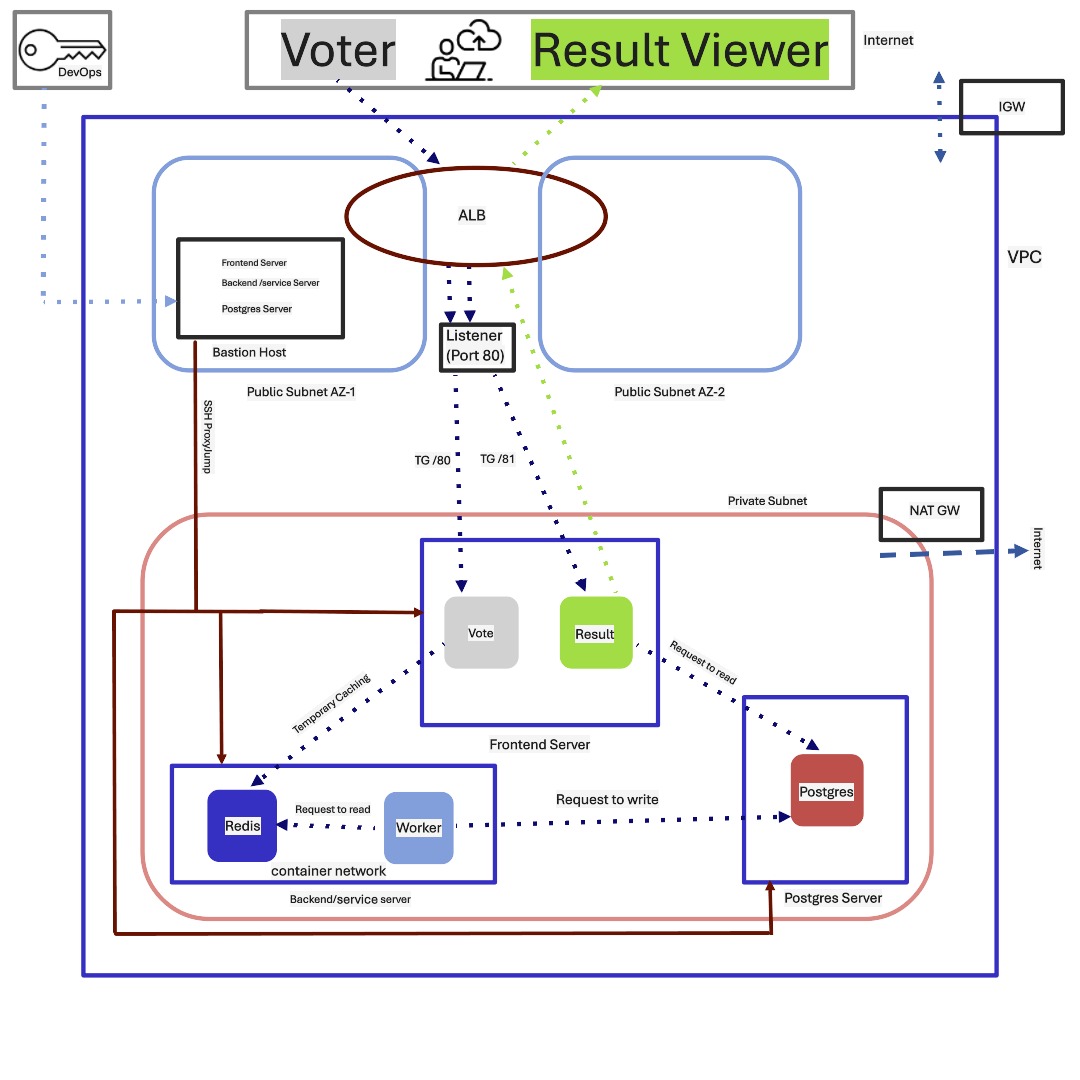 DevOps
Voter
Result Viewer
Internet
IGW
VPC
ALB
Frontend Server
Backend /service Server
Postgres Server
Bastion Host
Listener
(Port 80)
Public Subnet AZ-1
Public Subnet AZ-2
SSH ProxyJump
TG /80
TG /81
Private Subnet
NAT GW
Internet
Vote
Result
Request to read
Temporary Caching
Frontend Server
Redis
Request to read
Worker
Request to write
Postgres
container network
Backend/service server
Postgres Server